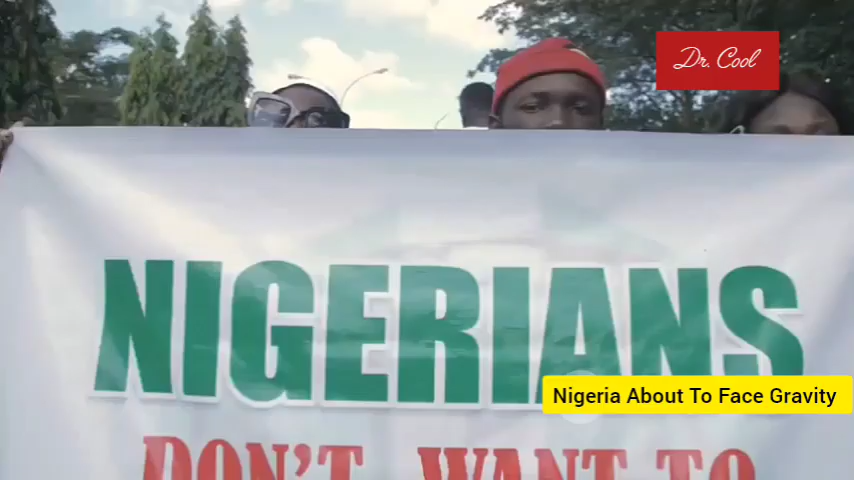 Dr. Cool
NIGERIANS
Nigeria About To Face Gravity
DON'T WANT TO